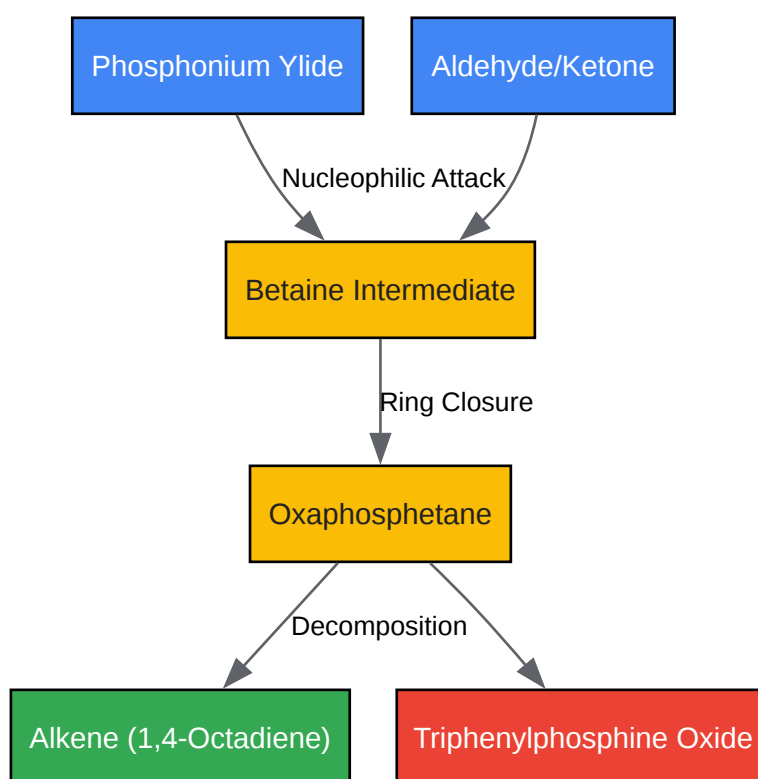 Phosphonium Ylide
Aldehyde/Ketone
Nucleophilic Attack
Betaine Intermediate
Ring Closure
Oxaphosphetane
Decomposition
Alkene (1,4-Octadiene)
Triphenylphosphine Oxide